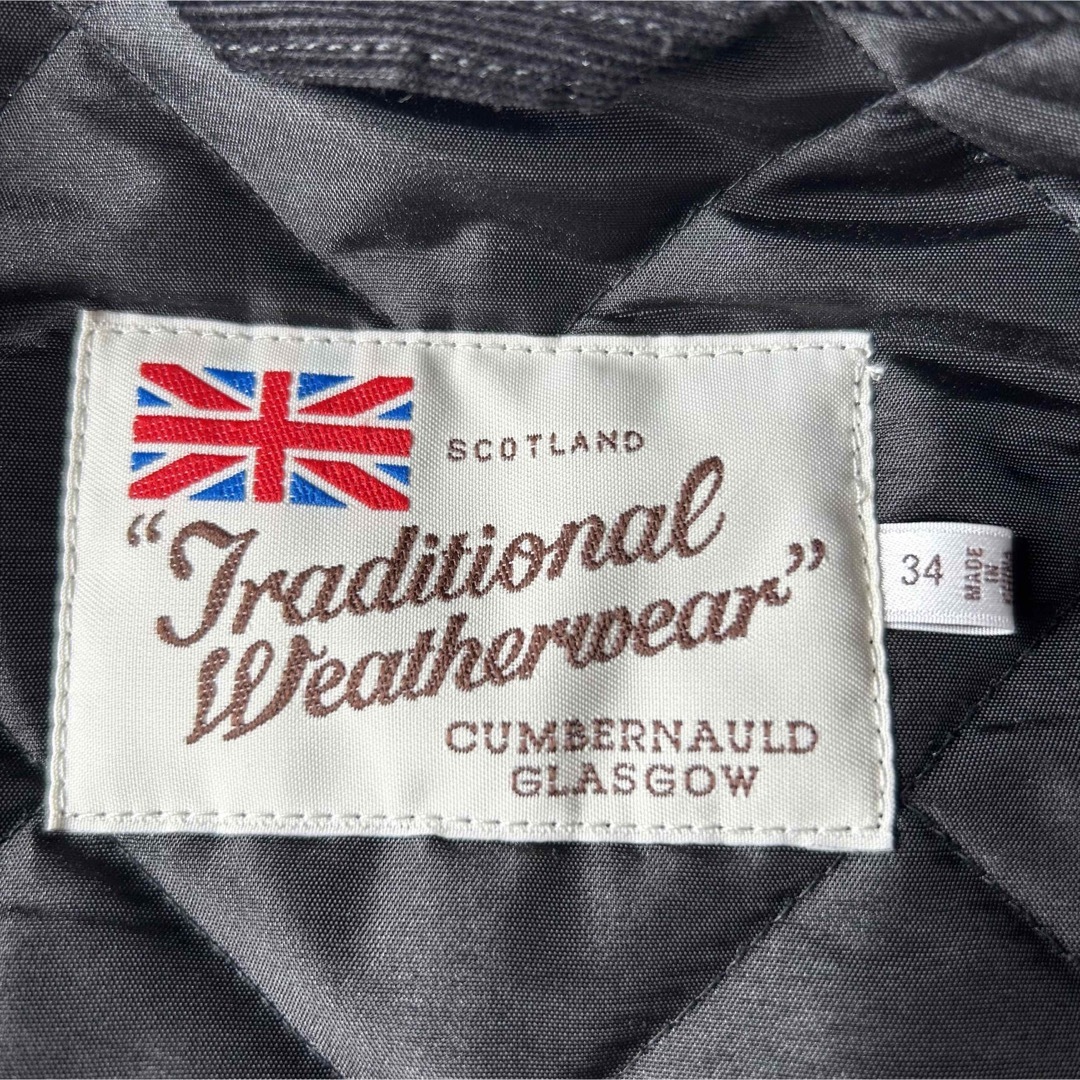 SCOTLAND
“Traditional
Weatherwear”
CUMBERNAULD
GLASGOW
34
MADE
IN